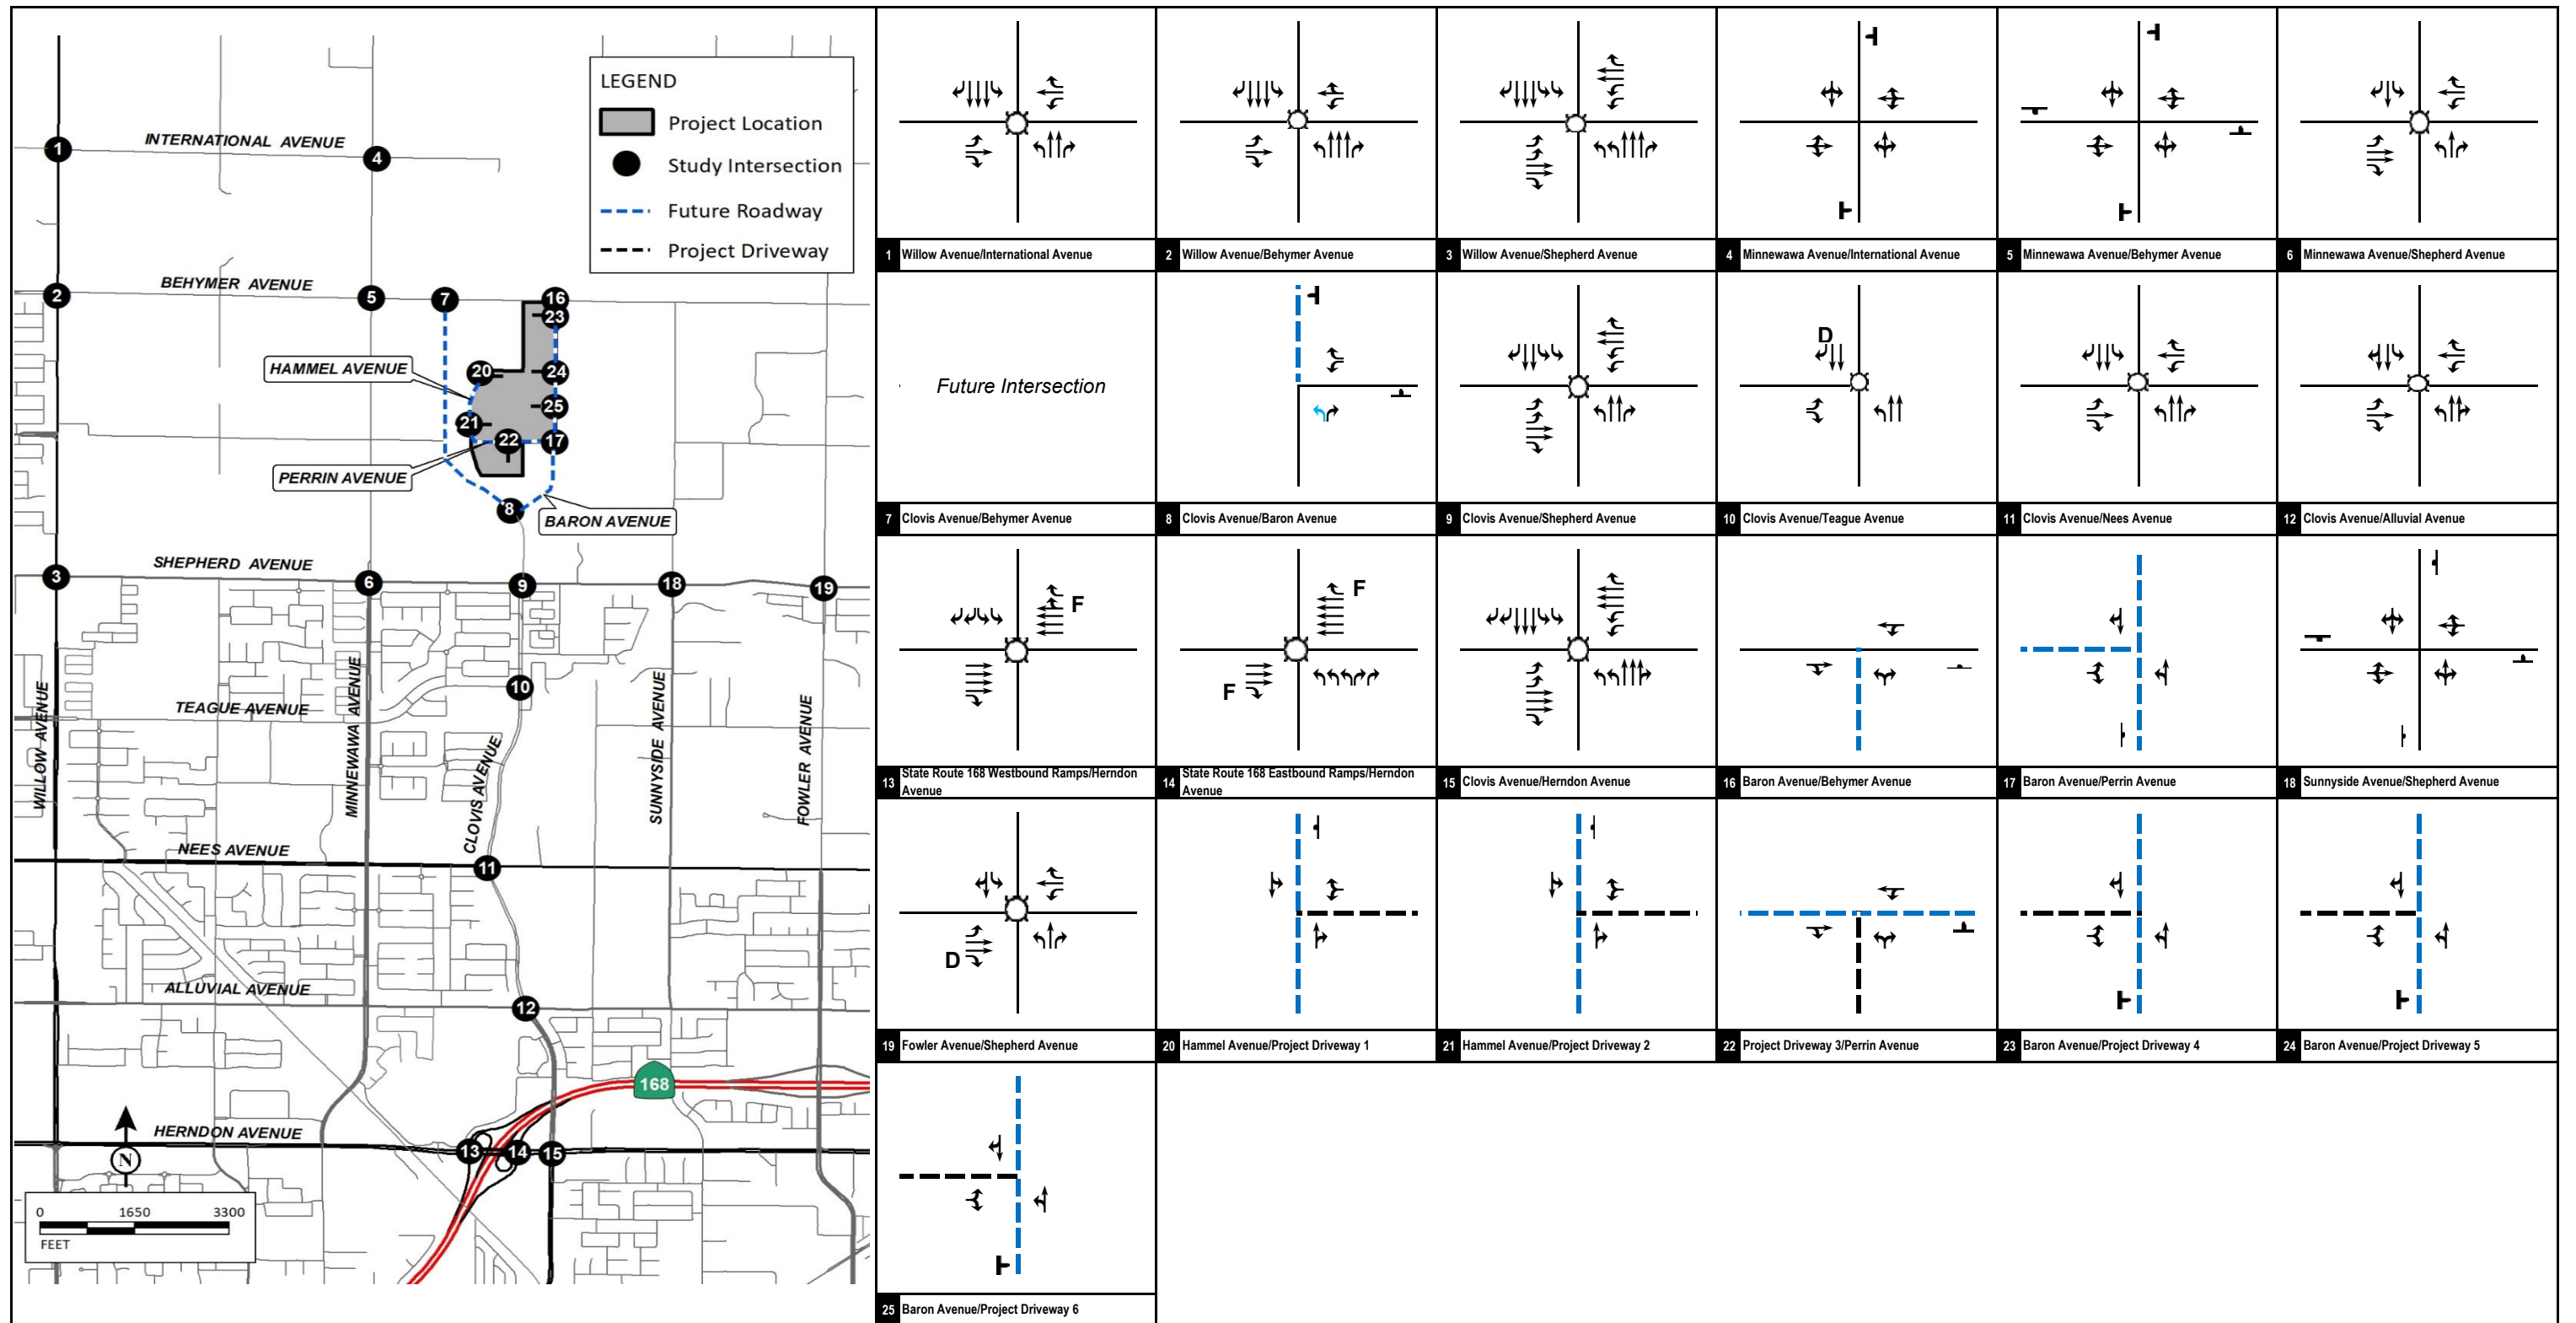 LEGEND
Project Location
Study Intersection
Future Roadway
Project Driveway
INTERNATIONAL AVENUE
1
4
BEHYMER AVENUE
2
5
7
16
23
HAMMEL AVENUE
20
24
25
21
22
17
PERRIN AVENUE
8
BARON AVENUE
SHEPHERD AVENUE
3
6
9
18
19
10
TEAGUE AVENUE
WILLOW AVENUE
MINNEWAWA AVENUE
CLOVIS AVENUE
SUNNYSIDE AVENUE
FOWLER AVENUE
NEES AVENUE
11
ALLUVIAL AVENUE
12
168
HERNDON AVENUE
13
14
15
N
0 1650 3300
FEET
1 Willow Avenue/International Avenue
2 Willow Avenue/Behymer Avenue
3 Willow Avenue/Shepherd Avenue
4 Minnewawa Avenue/International Avenue
5 Minnewawa Avenue/Behymer Avenue
6 Minnewawa Avenue/Shepherd Avenue
Future Intersection
D
7 Clovis Avenue/Behymer Avenue
8 Clovis Avenue/Baron Avenue
9 Clovis Avenue/Shepherd Avenue
10 Clovis Avenue/Teague Avenue
11 Clovis Avenue/Nees Avenue
12 Clovis Avenue/Alluvial Avenue
F
F
F
13 State Route 168 Westbound Ramps/Herndon
Avenue
14 State Route 168 Eastbound Ramps/Herndon
Avenue
15 Clovis Avenue/Herndon Avenue
16 Baron Avenue/Behymer Avenue
17 Baron Avenue/Perrin Avenue
18 Sunnyside Avenue/Shepherd Avenue
D
19 Fowler Avenue/Shepherd Avenue
20 Hammel Avenue/Project Driveway 1
21 Hammel Avenue/Project Driveway 2
22 Project Driveway 3/Perrin Avenue
23 Baron Avenue/Project Driveway 4
24 Baron Avenue/Project Driveway 5
25 Baron Avenue/Project Driveway 6